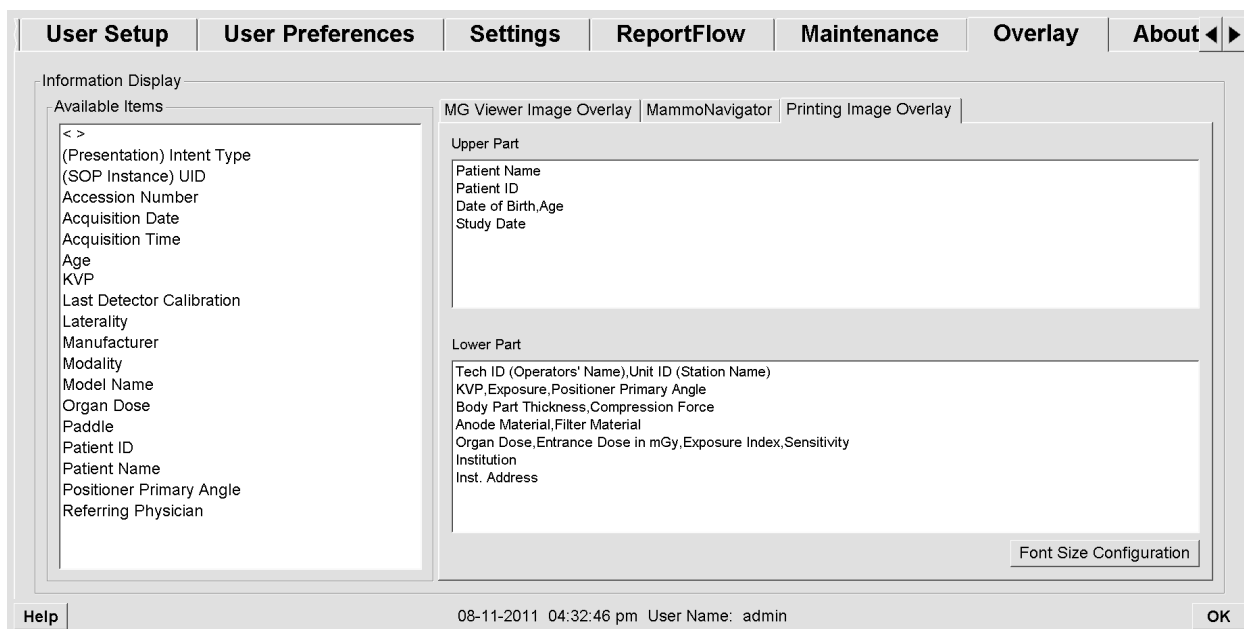 User Setup User Preferences Settings ReportFlow Maintenance Overlay About
Information Display
Available Items
< >
(Presentation) Intent Type
(SOP Instance) UID
Accession Number
Acquisition Date
Acquisition Time
Age
KVP
Last Detector Calibration
Laterality
Manufacturer
Modality
Model Name
Organ Dose
Paddle
Patient ID
Patient Name
Positioner Primary Angle
Referring Physician
MG Viewer Image Overlay MammoNavigator Printing Image Overlay
Upper Part
Patient Name
Patient ID
Date of Birth,Age
Study Date
Lower Part
Tech ID (Operators' Name),Unit ID (Station Name)
KVP,Exposure,Positioner Primary Angle
Body Part Thickness,Compression Force
Anode Material,Filter Material
Organ Dose,Entrance Dose in mGy,Exposure Index,Sensitivity
Institution
Inst. Address
Font Size Configuration
Help 08-11-2011 04:32:46 pm User Name: admin OK